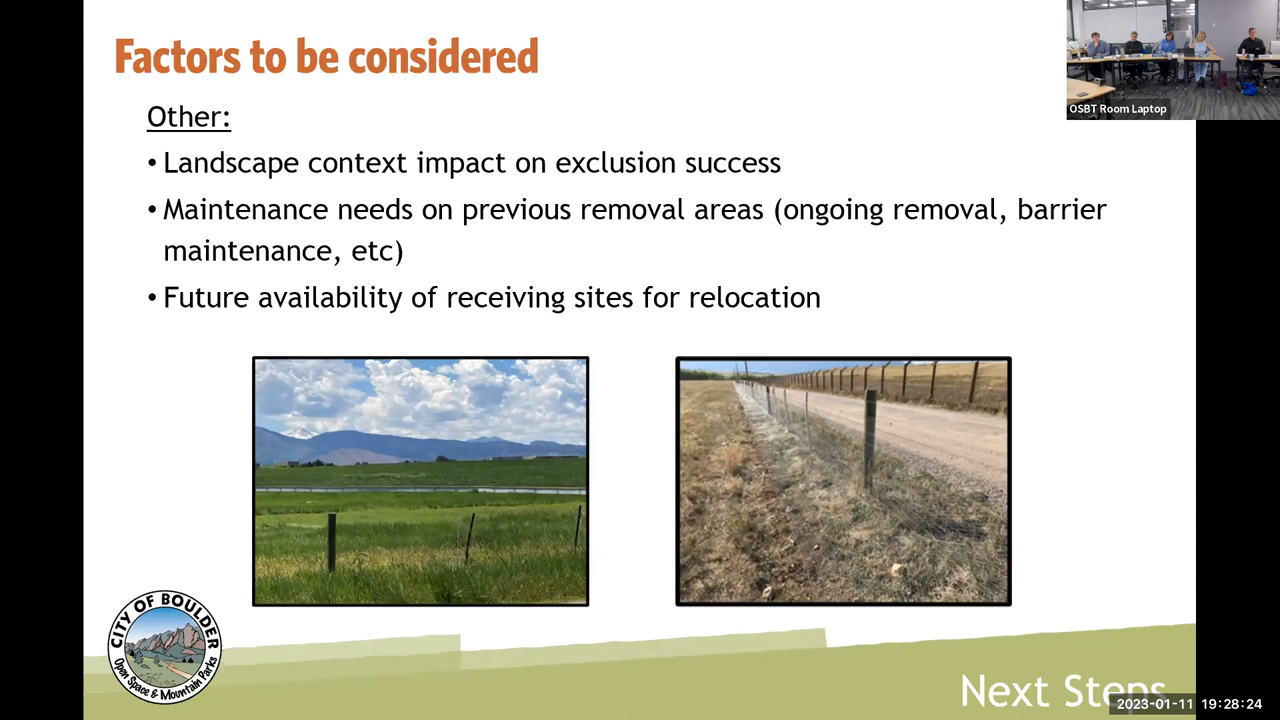 Factors to be considered
OSBT Room Laptop
Other:
• Landscape context impact on exclusion success
• Maintenance needs on previous removal areas (ongoing removal, barrier
maintenance, etc)
• Future availability of receiving sites for relocation
CITY OF BOULDER
Open Space & Mountain Parks
Next Steps
2023-01-11 19:28:24